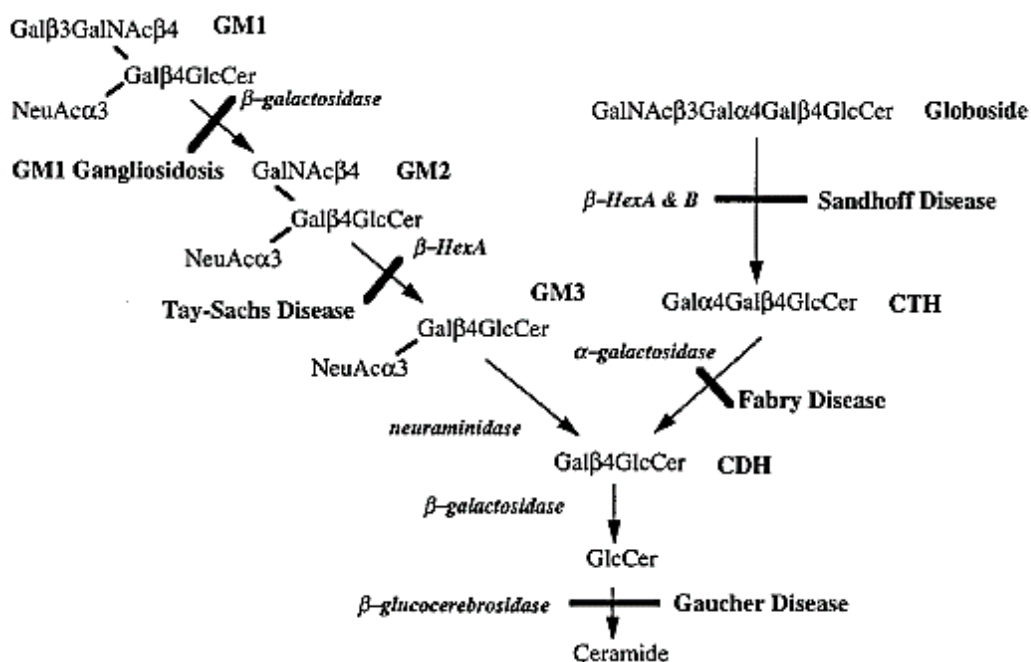 Galβ3GalNAcβ4 GM1
Galβ4GlcCer
NeuAcα3
β-galactosidase
GalNAcβ3Galα4Galβ4GlcCer Globoside
GM1 Gangliosidosis
GalNAcβ4 GM2
β-HexA & B
Sandhoff Disease
Galβ4GlcCer
NeuAcα3
β-HexA
Tay-Sachs Disease
GM3
Galα4Galβ4GlcCer CTH
Galβ4GlcCer
NeuAcα3
α-galactosidase
Fabry Disease
neuraminidase
Galβ4GlcCer CDH
β-galactosidase
GlcCer
β-glucocerebrosidase
Gaucher Disease
Ceramide